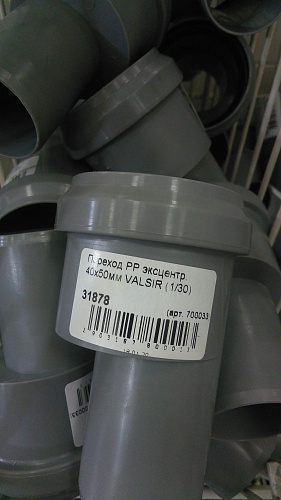 Переход PP эксцентр.
40х50мм VALSIR (1/30)
31878
(арт. 700033